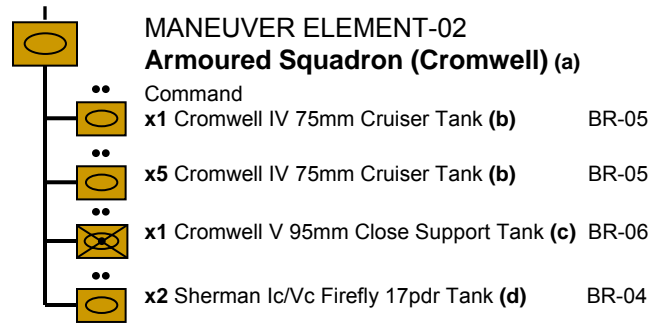 MANEUVER ELEMENT-02
Armoured Squadron (Cromwell) (a)
Command
x1 Cromwell IV 75mm Cruiser Tank (b) BR-05
x5 Cromwell IV 75mm Cruiser Tank (b) BR-05
x1 Cromwell V 95mm Close Support Tank (c) BR-06
x2 Sherman Ic/Vc Firefly 17pdr Tank (d) BR-04